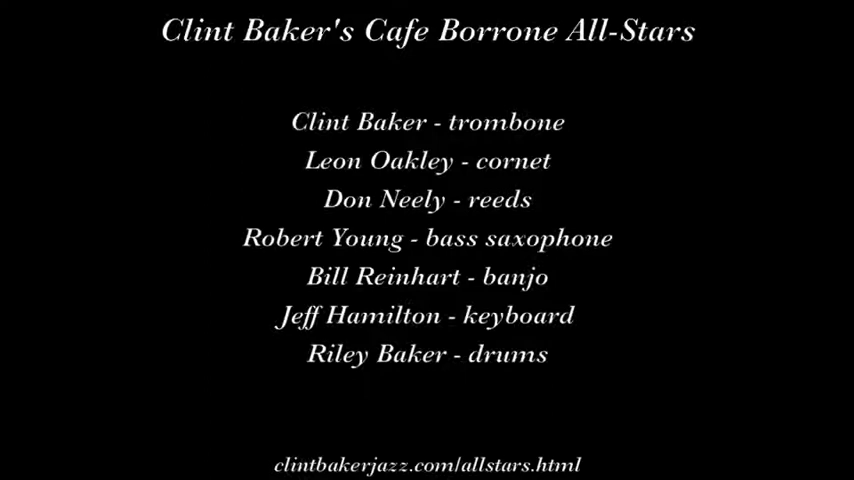 Clint Baker's Cafe Borrone All-Stars
Clint Baker - trombone
Leon Oakley - cornet
Don Neely - reeds
Robert Young - bass saxophone
Bill Reinhart - banjo
Jeff Hamilton - keyboard
Riley Baker - drums
clintbakerjazz.com/allstars.html